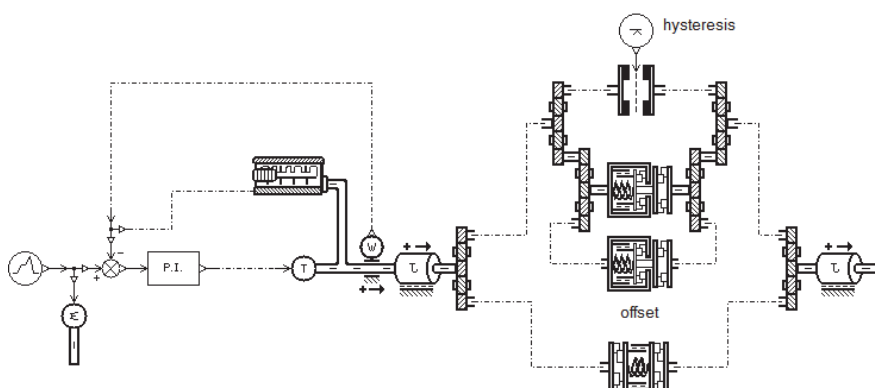 hysteresis
K
W
P.I.
T
+
-
+
+
W
offset
+